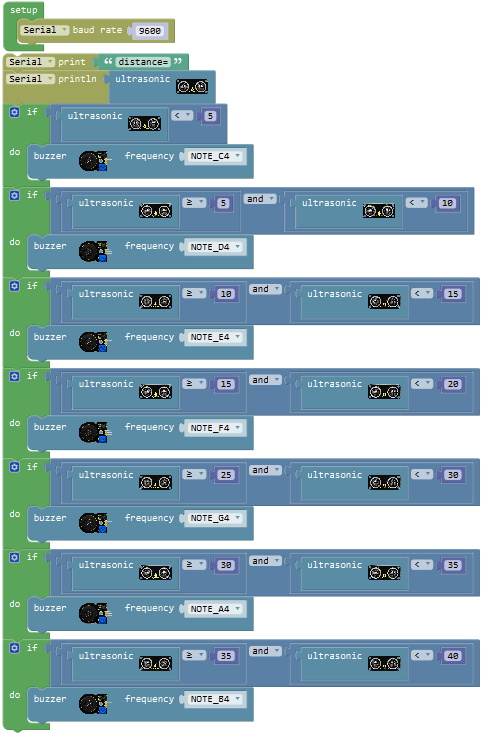 setup
Serial baud rate 9600
Serial print “ distance= ”
Serial println ultrasonic
if ultrasonic < 5
do buzzer frequency NOTE_C4
if ultrasonic ≥ 5 and ultrasonic < 10
do buzzer frequency NOTE_D4
if ultrasonic ≥ 10 and ultrasonic < 15
do buzzer frequency NOTE_E4
if ultrasonic ≥ 15 and ultrasonic < 20
do buzzer frequency NOTE_F4
if ultrasonic ≥ 25 and ultrasonic < 30
do buzzer frequency NOTE_G4
if ultrasonic ≥ 30 and ultrasonic < 35
do buzzer frequency NOTE_A4
if ultrasonic ≥ 35 and ultrasonic < 40
do buzzer frequency NOTE_B4